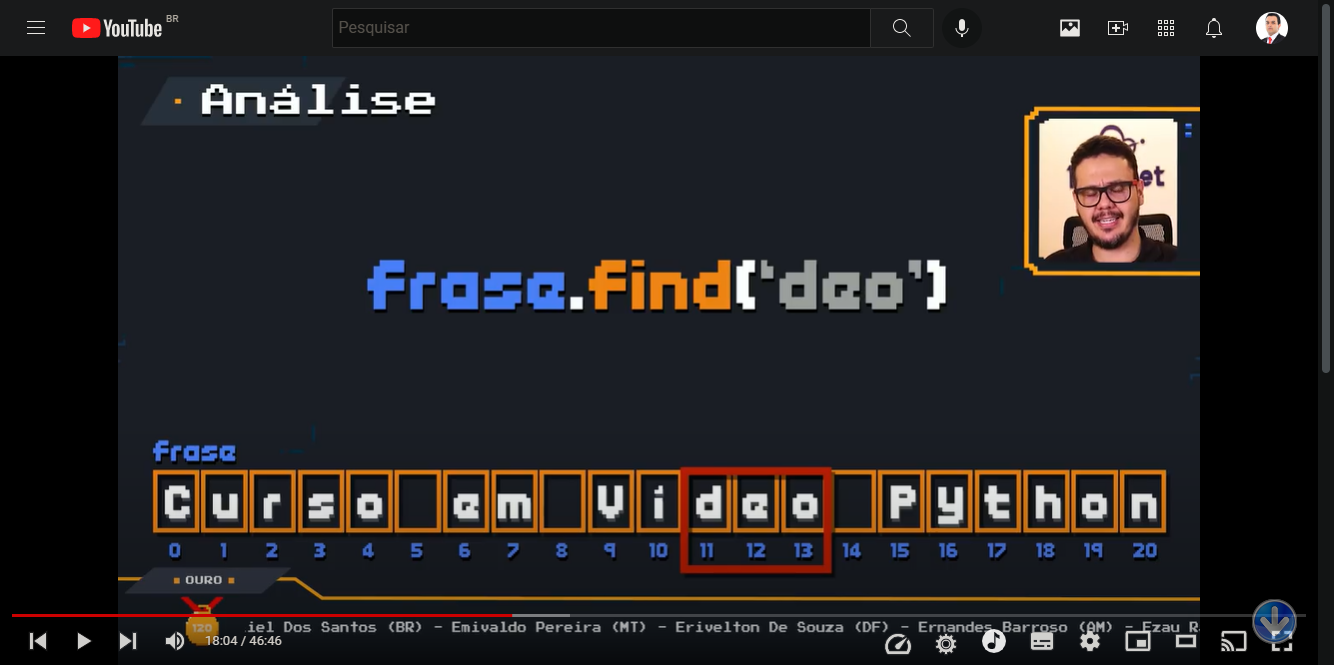 YouTube BR
Pesquisar
Análise
frase.find('deo')
frase
C u r s o e m V í d e o P y t h o n
0 1 2 3 4 5 6 7 8 9 10 11 12 13 14 15 16 17 18 19 20
OURO
120
iel Dos Santos (BR) - Emivaldo Pereira (MT) - Erivelton De Souza (DF) - Ernandes Barroso (AM) - Ezau R
18:04 / 46:46